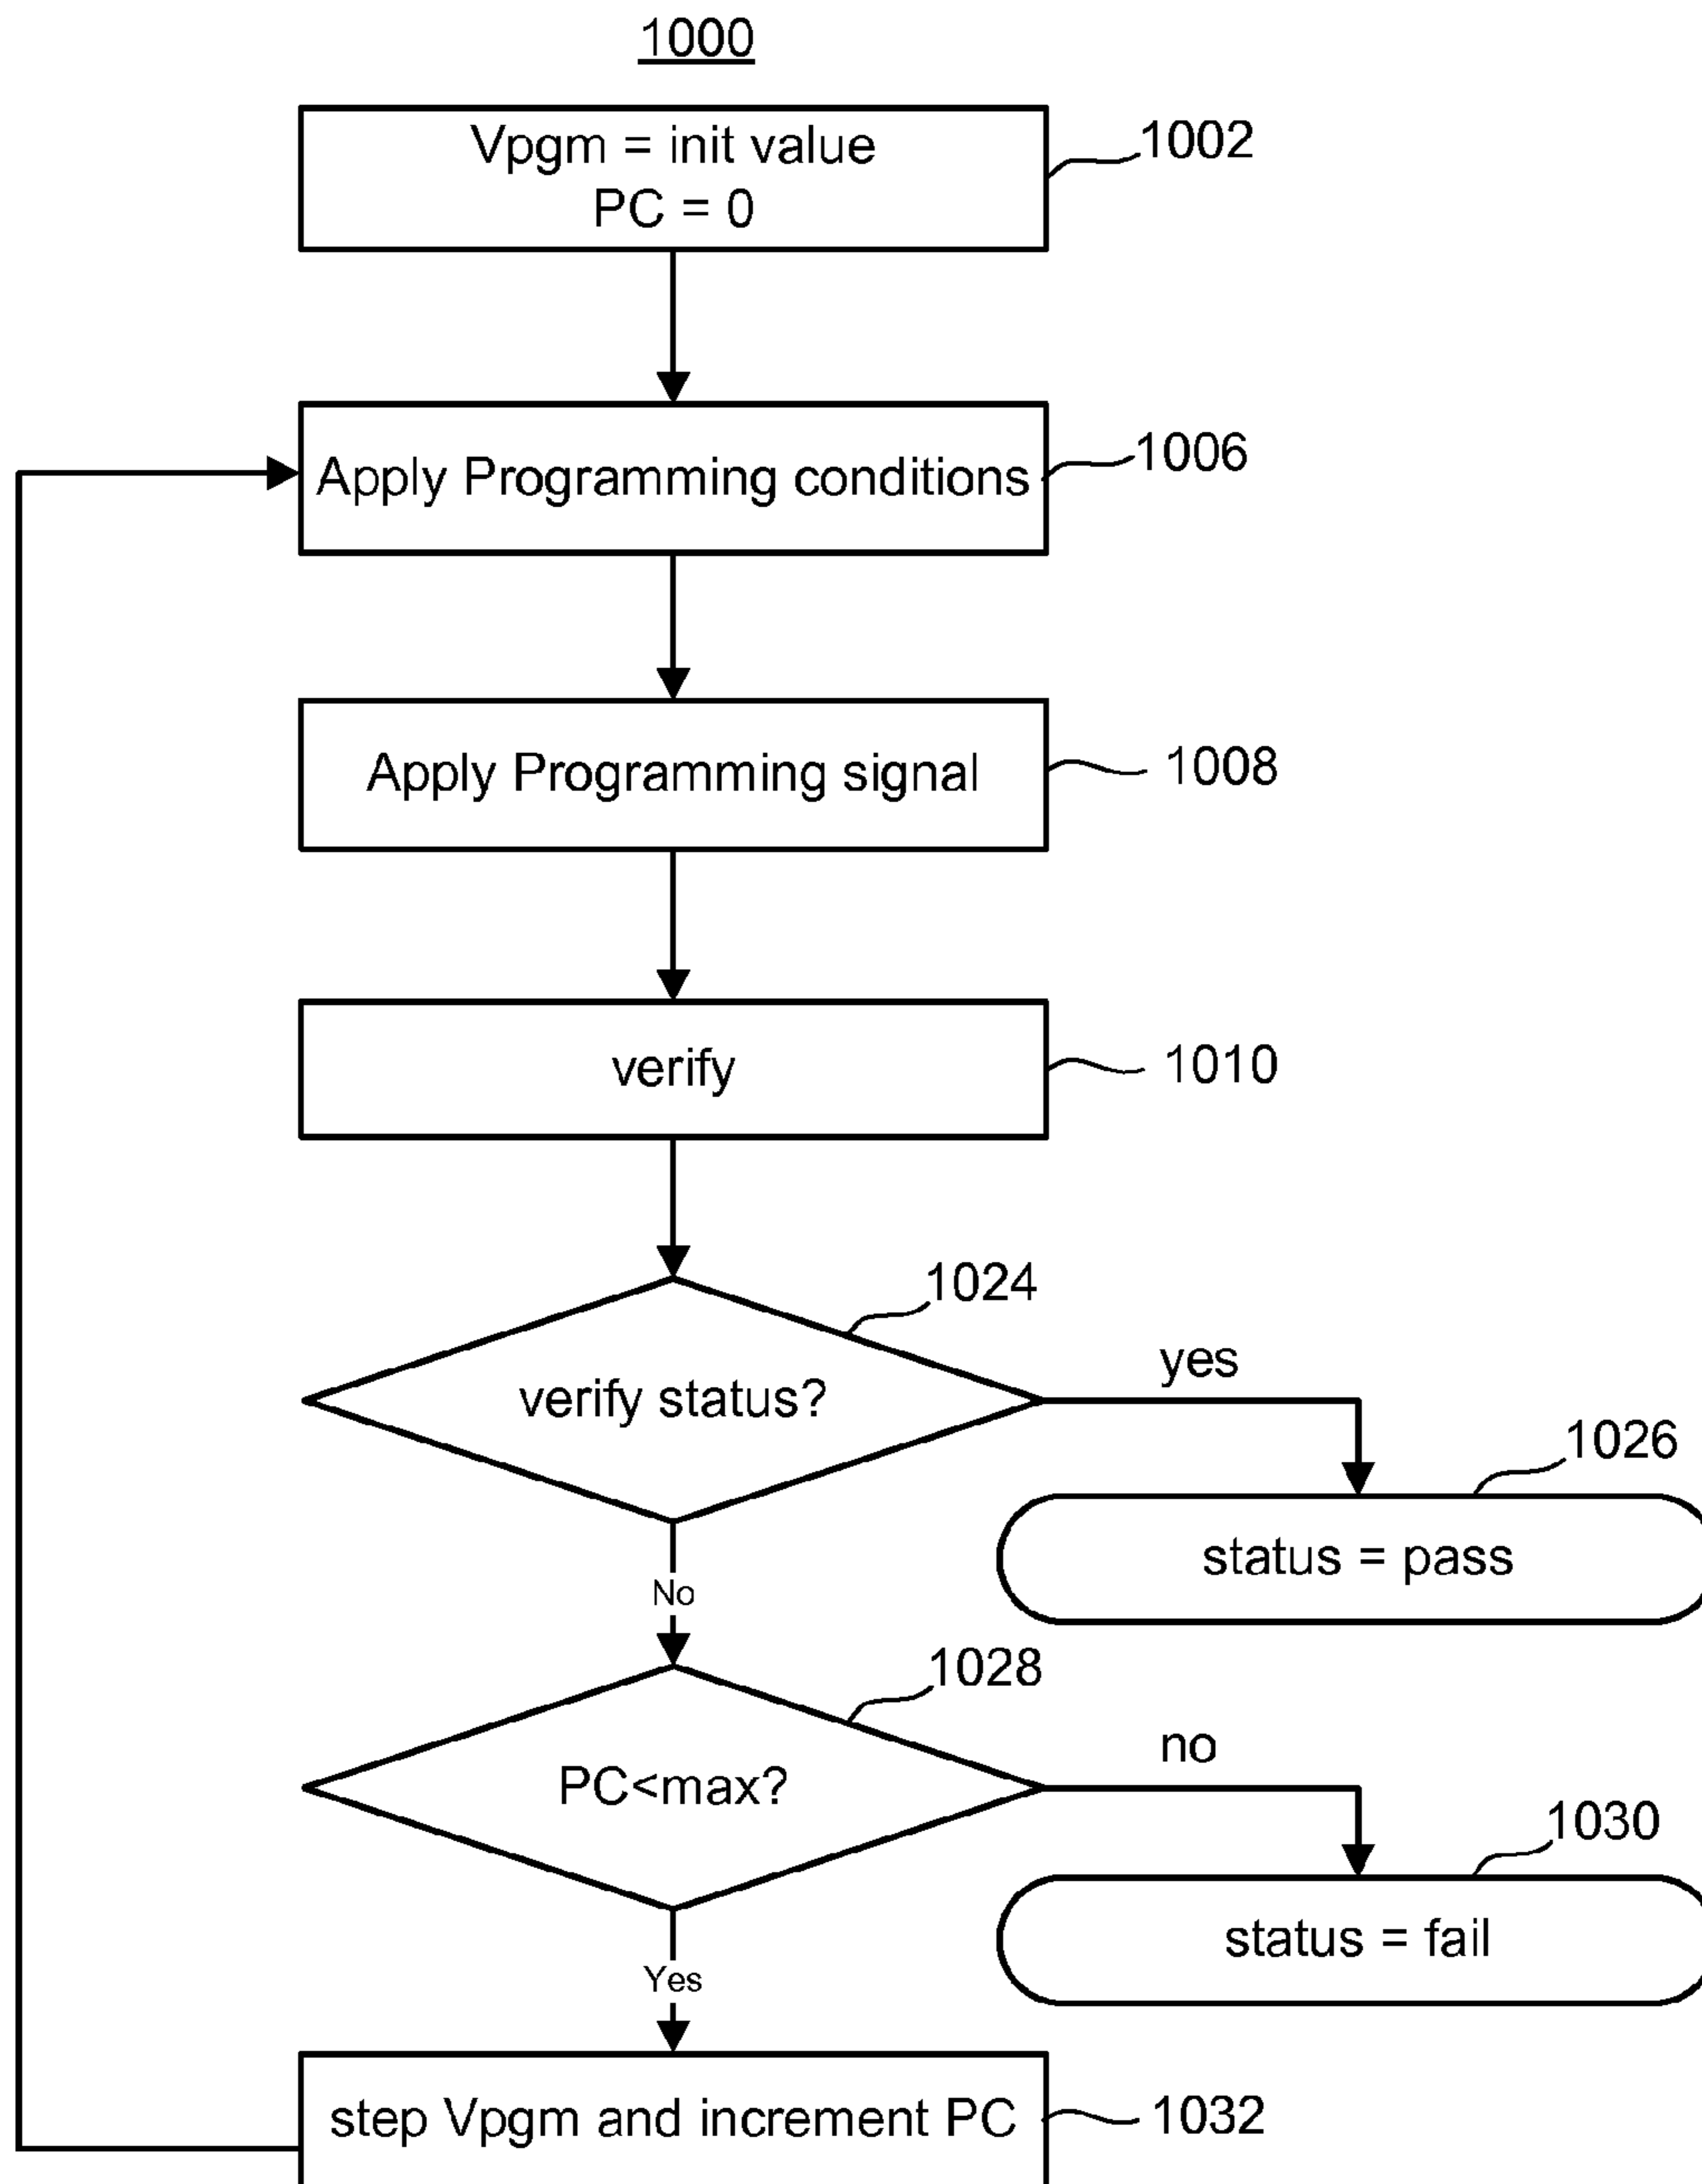 1000
Vpgm = init value
PC = 0
1002
Apply Programming conditions
1006
Apply Programming signal
1008
verify
1010
1024
verify status?
yes
1026
status = pass
No
1028
PC<max?
no
1030
status = fail
Yes
step Vpgm and increment PC
1032